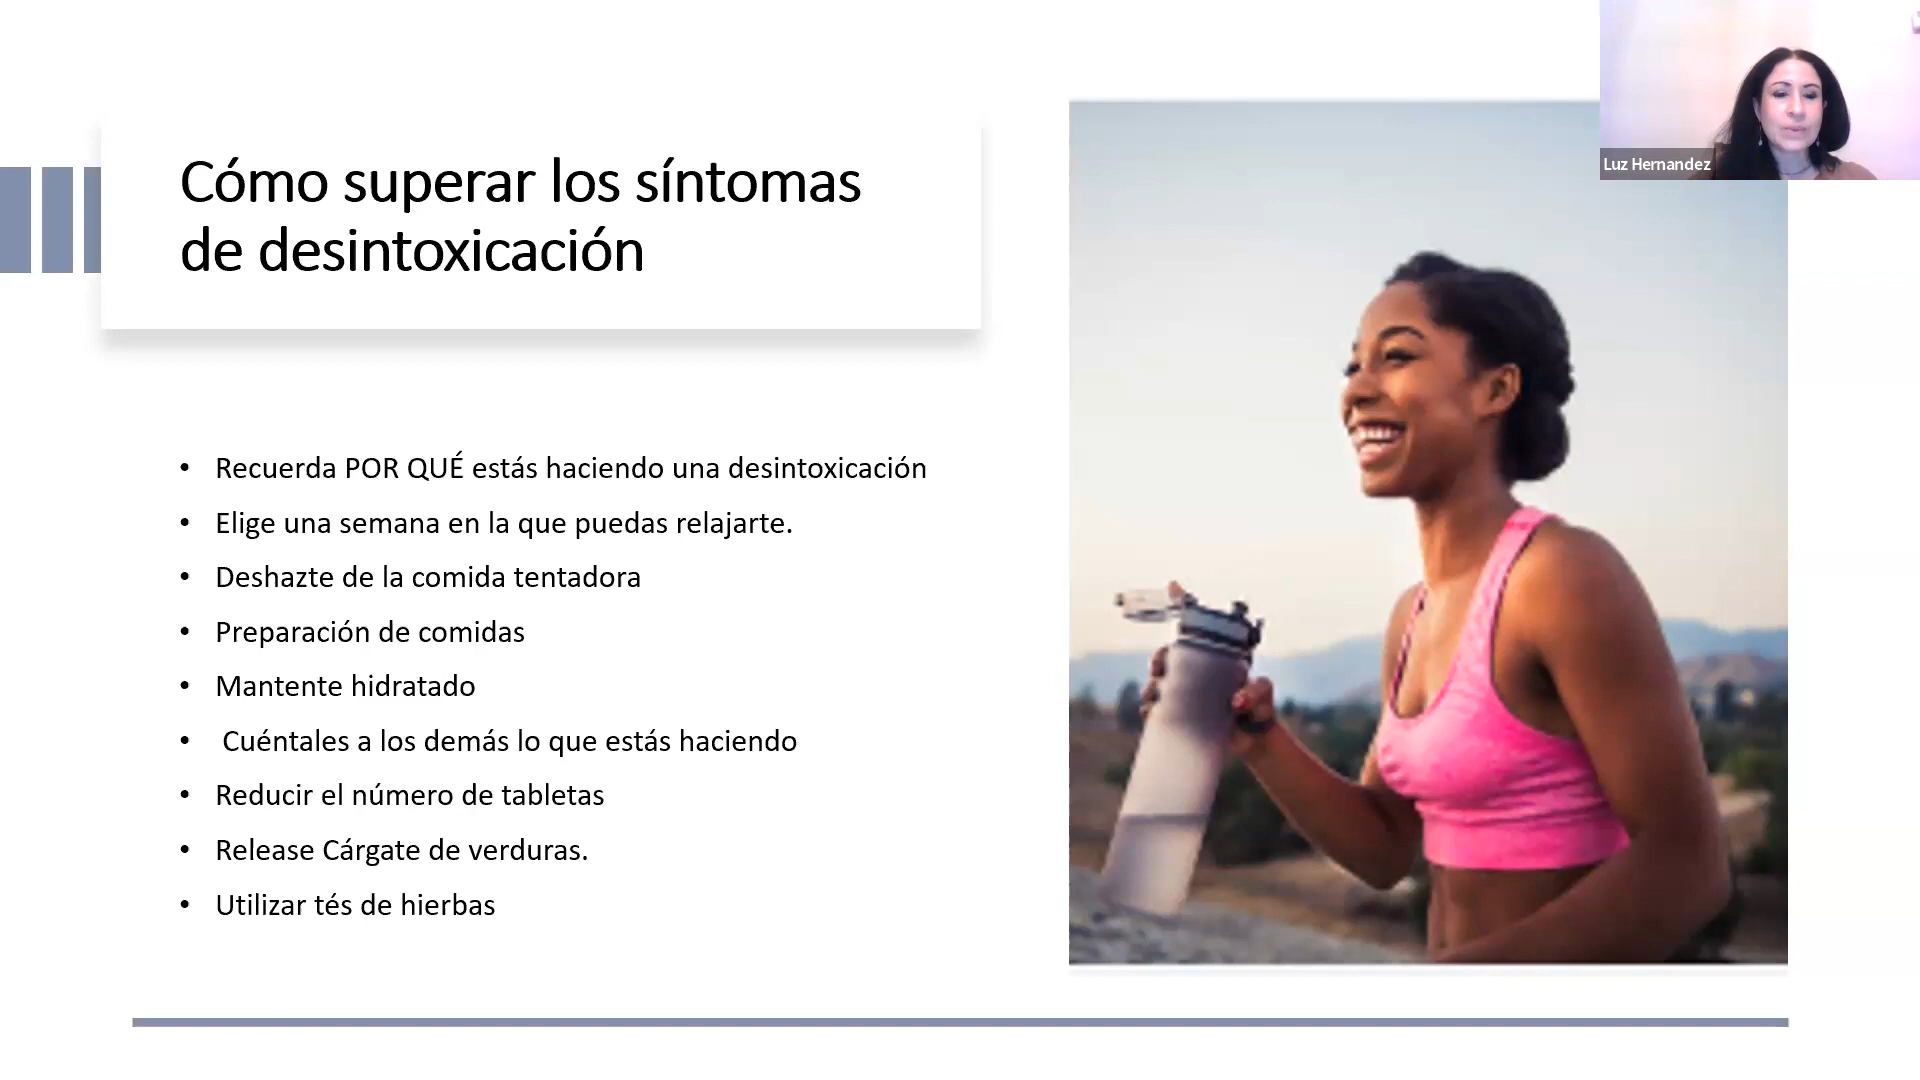 Luz Hernandez
Cómo superar los síntomas
de desintoxicación
• Recuerda POR QUÉ estás haciendo una desintoxicación
• Elige una semana en la que puedas relajarte.
• Deshazte de la comida tentadora
• Preparación de comidas
• Mantente hidratado
• Cuéntales a los demás lo que estás haciendo
• Reducir el número de tabletas
• Release Cárgate de verduras.
• Utilizar tés de hierbas